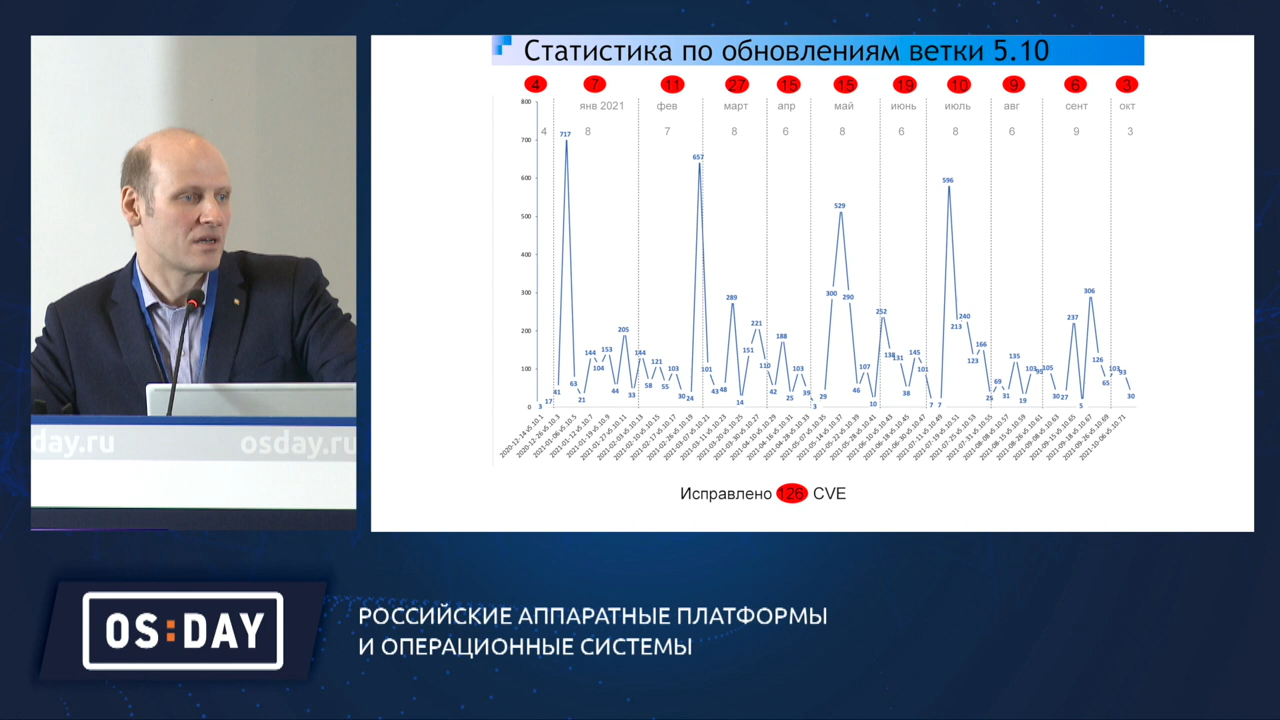 Статистика по обновлениям ветки 5.10
4 7 11 27 15 15 19 10 9 6 3
янв 2021 фев март апр май июнь июль авг сент окт
4 8 7 8 6 8 6 8 6 9 3
800
700
600
500
400
300
200
100
0
3 17 41 717 63 21 144 104 153 44 205 33 144 58 121 55 103 30 24 657 101 43 48 289 14 151 221 110 42 188 25 103 39 3 29 300 529 290 46 107 10 252 138 131 38 145 101 7 7 596 213 240 123 166 25 69 31 135 19 103 95 105 30 27 237 5 306 126 65 103 93 30
Исправлено 126 CVE
day.ru osday.ru
OS:DAY
РОССИЙСКИЕ АППАРАТНЫЕ ПЛАТФОРМЫ
И ОПЕРАЦИОННЫЕ СИСТЕМЫ